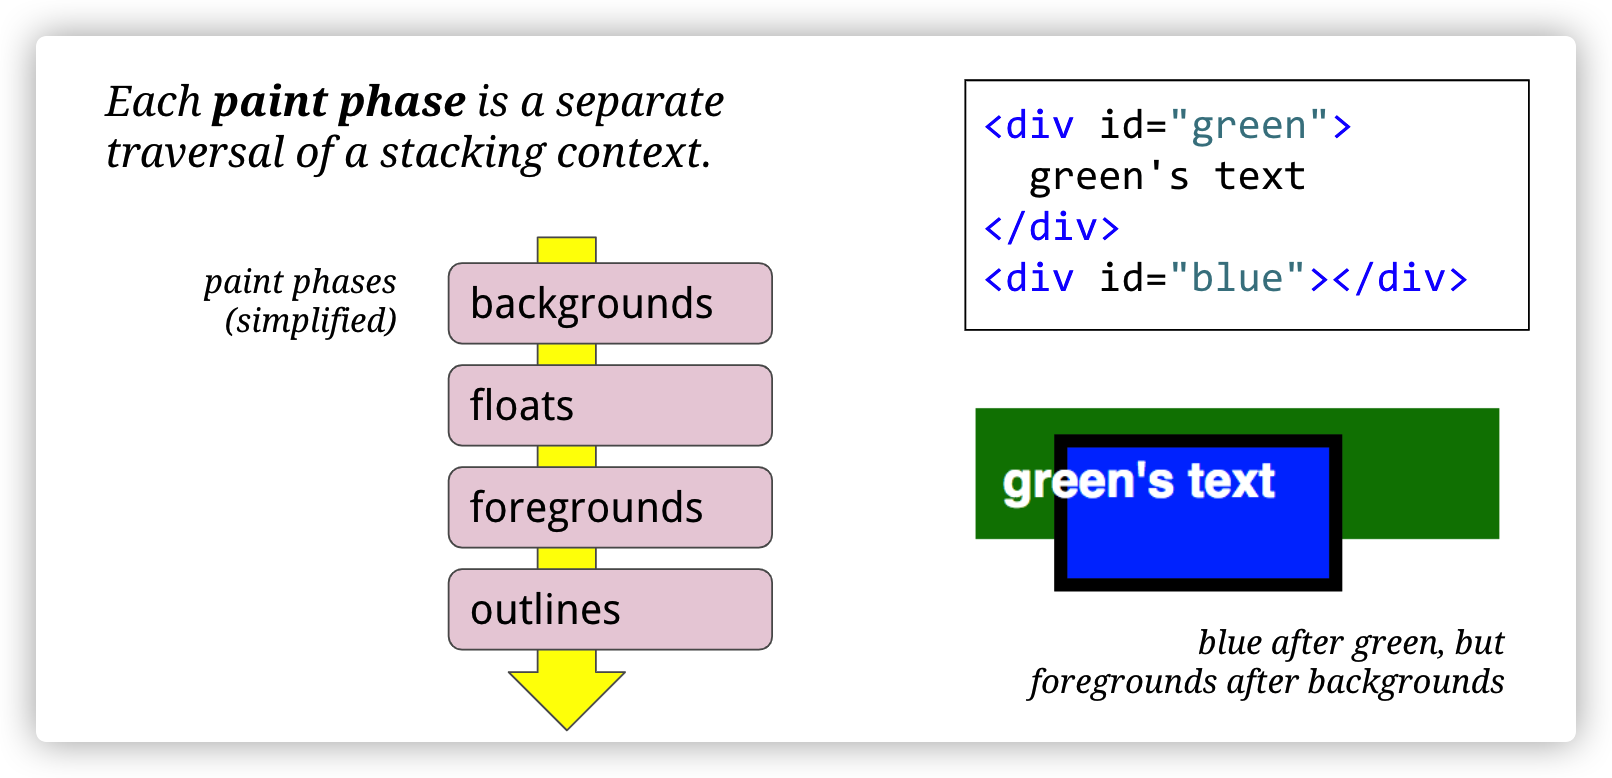 Each paint phase is a separate
traversal of a stacking context.
paint phases
(simplified)
backgrounds
floats
foregrounds
outlines
<div id="green">
  green's text
</div>
<div id="blue"></div>
green's text
blue after green, but
foregrounds after backgrounds